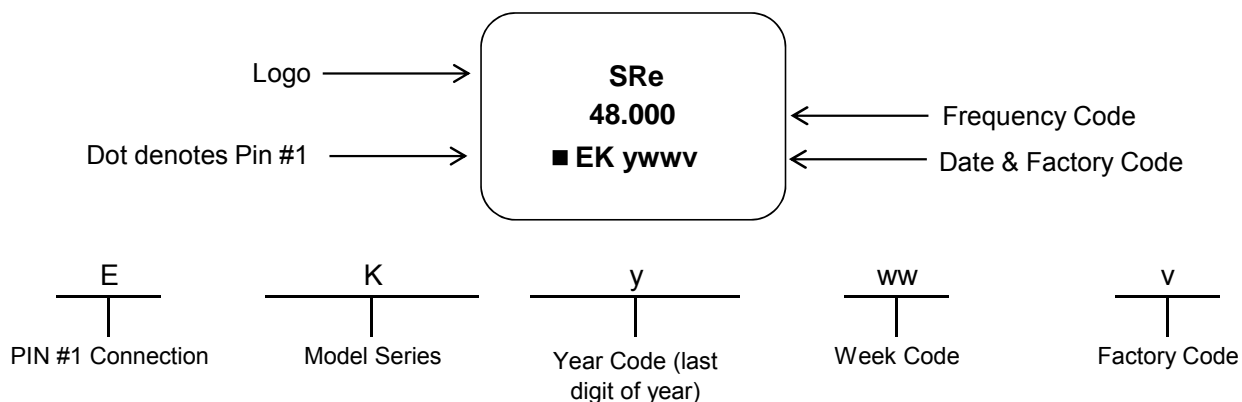 Logo
SRe
48.000
Frequency Code
Dot denotes Pin #1
■ EK ywwv
Date & Factory Code
E
K
y
ww
v
PIN #1 Connection
Model Series
Year Code (last
digit of year)
Week Code
Factory Code